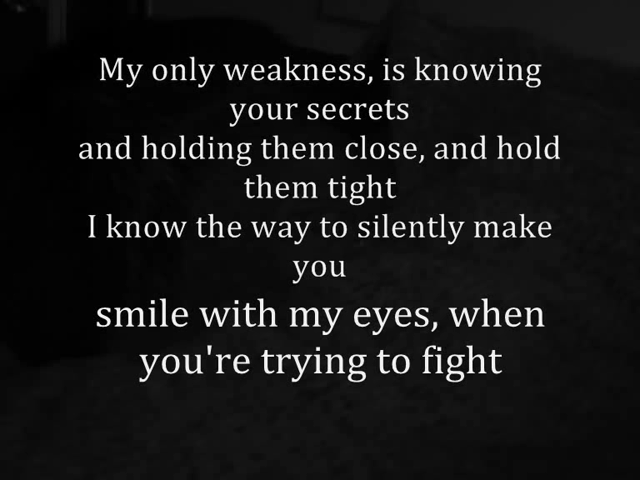 My only weakness, is knowing
your secrets
and holding them close, and hold
them tight
I know the way to silently make
you
smile with my eyes, when
you're trying to fight